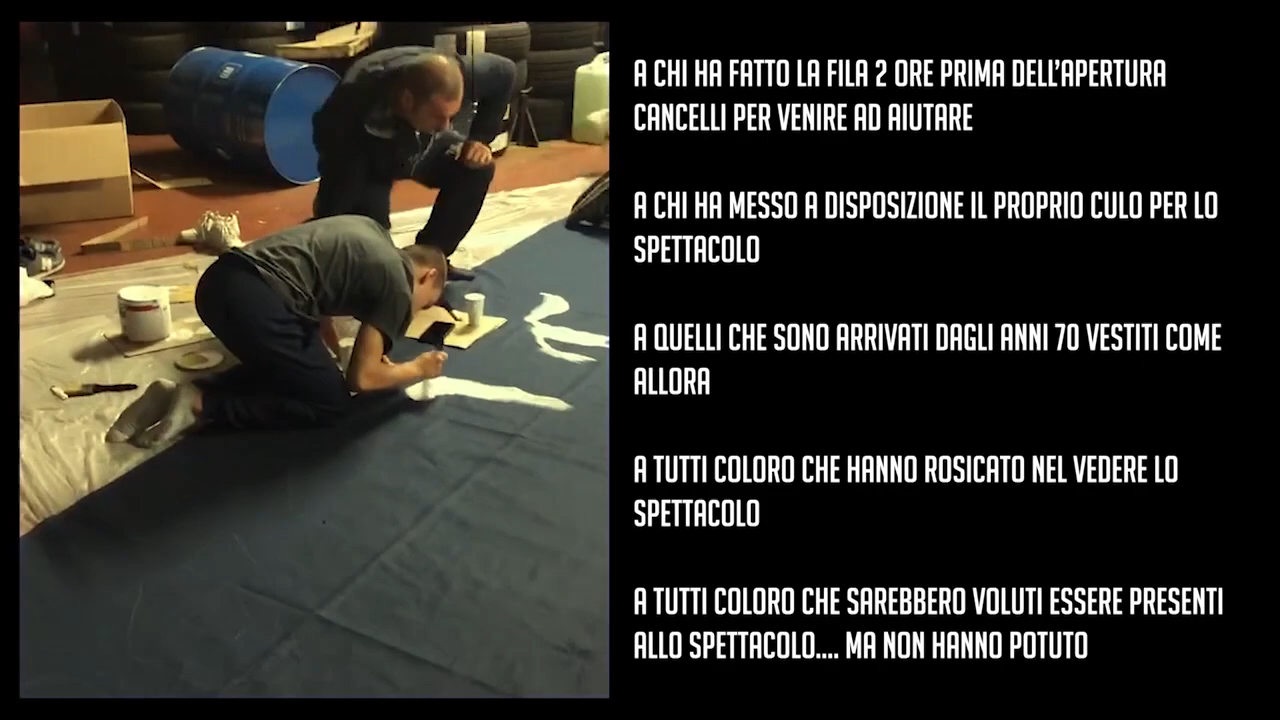 A CHI HA FATTO LA FILA 2 ORE PRIMA DELL'APERTURA
CANCELLI PER VENIRE AD AIUTARE
A CHI HA MESSO A DISPOSIZIONE IL PROPRIO CULO PER LO
SPETTACOLO
A QUELLI CHE SONO ARRIVATI DAGLI ANNI 70 VESTITI COME
ALLORA
A TUTTI COLORO CHE HANNO ROSICATO NEL VEDERE LO
SPETTACOLO
A TUTTI COLORO CHE SAREBBERO VOLUTI ESSERE PRESENTI
ALLO SPETTACOLO.... MA NON HANNO POTUTO